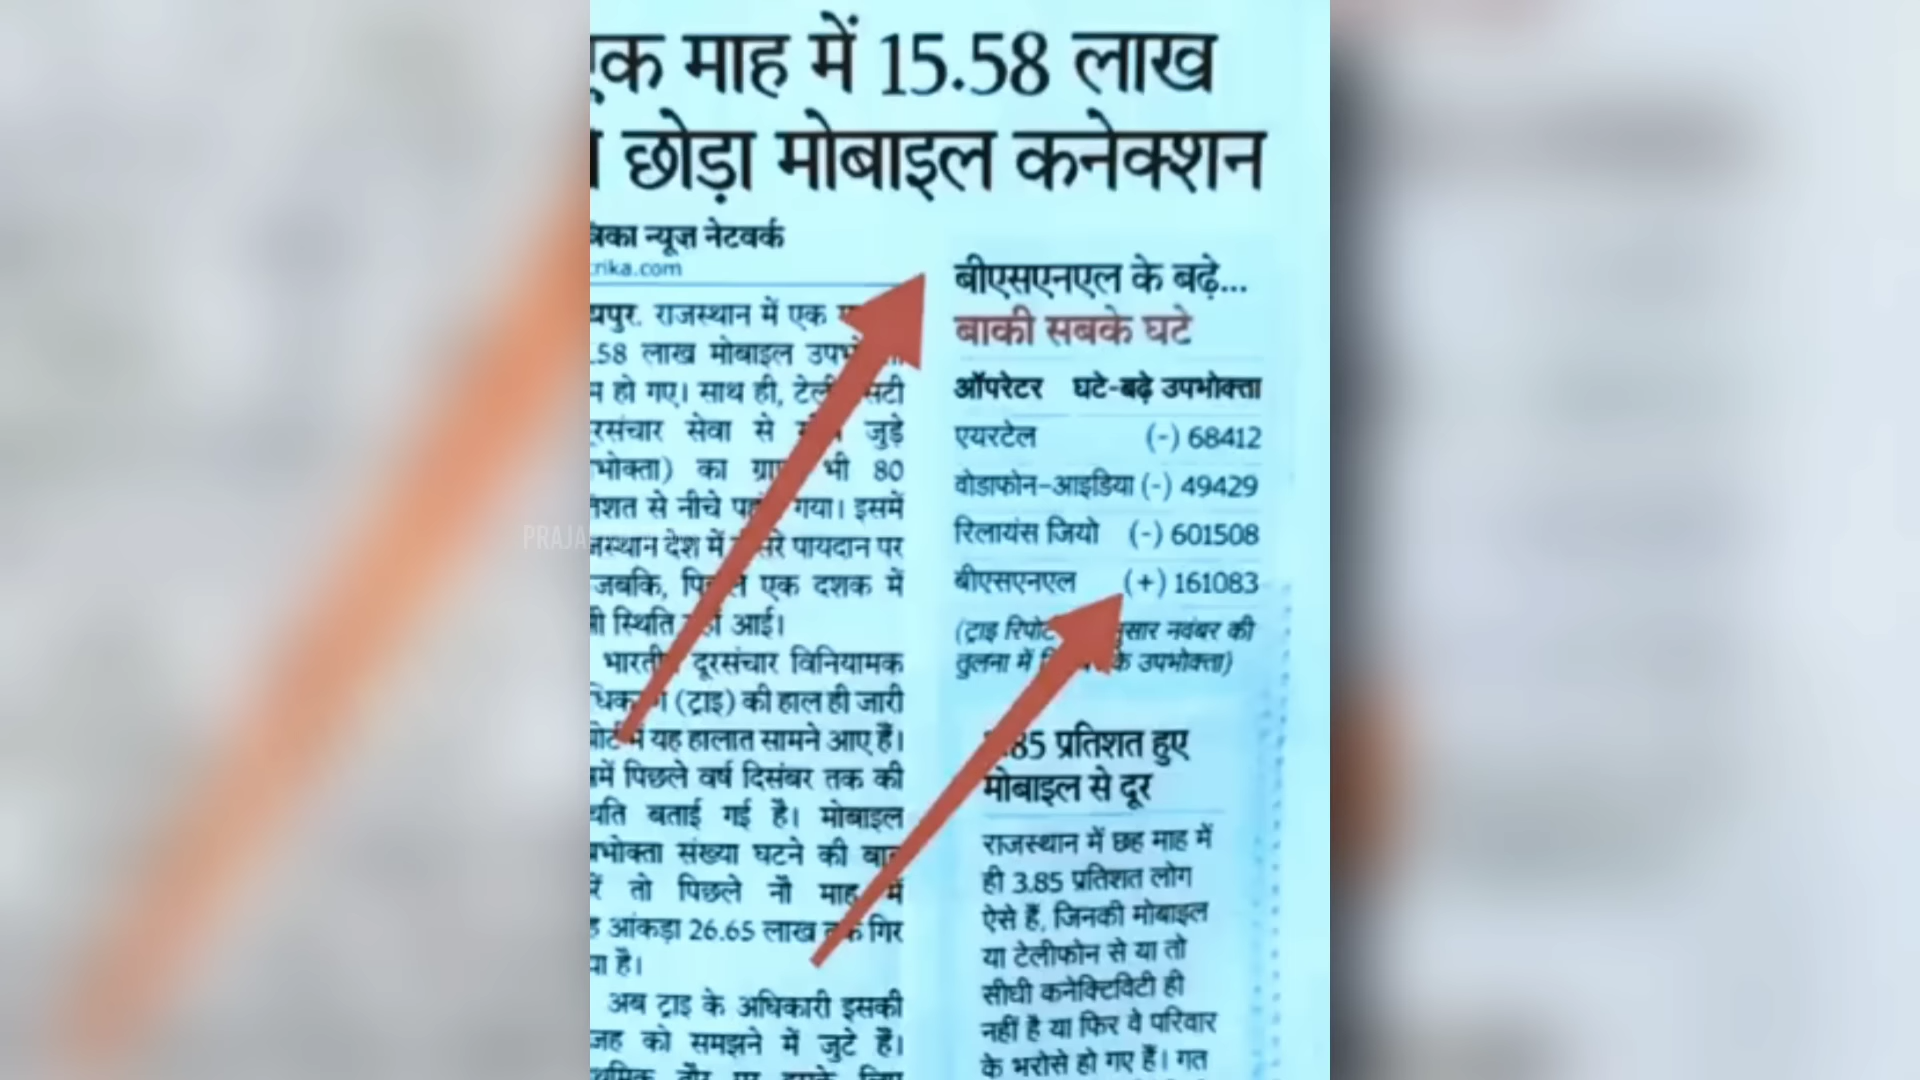 माह में 15.58 लाख
छोड़ा मोबाइल कनेक्शन
न्यूज़ नेटवर्क
राजस्थान में एक
लाख मोबाइल
हो गए। साथ ही,
सेवा से जुड़े
का भी 80
से नीचे गया। इसमें
देश में पायदान पर
जबकि, एक दशक में
स्थिति आई।
दूरसंचार विनियामक
(ट्राइ) की हाल ही जारी
में यह हालात सामने आए हैं।
पिछले वर्ष दिसंबर तक की
बताई गई है। मोबाइल
संख्या घटने की
तो पिछले नौ माह में
आंकड़ा 26.65 लाख तक गिर
है।
अब ट्राइ के अधिकारी इसकी
को समझने में जुटे हैं।
बीएसएनएल के बढ़े...
बाकी सबके घटे
ऑपरेटर घटे-बढ़े उपभोक्ता
एयरटेल (-) 68412
वोडाफोन-आइडिया (-) 49429
रिलायंस जियो (-) 601508
बीएसएनएल (+) 161083
(ट्राइ नवंबर की
तुलना में के उपभोक्ता)
प्रतिशत हुए
मोबाइल से दूर
राजस्थान में छह माह में
ही 3.85 प्रतिशत लोग
ऐसे हैं, जिनकी मोबाइल
या टेलीफोन से या तो
सीधी कनेक्टिविटी ही
नहीं है या फिर वे परिवार
के भरोसे हो गए हैं। गत